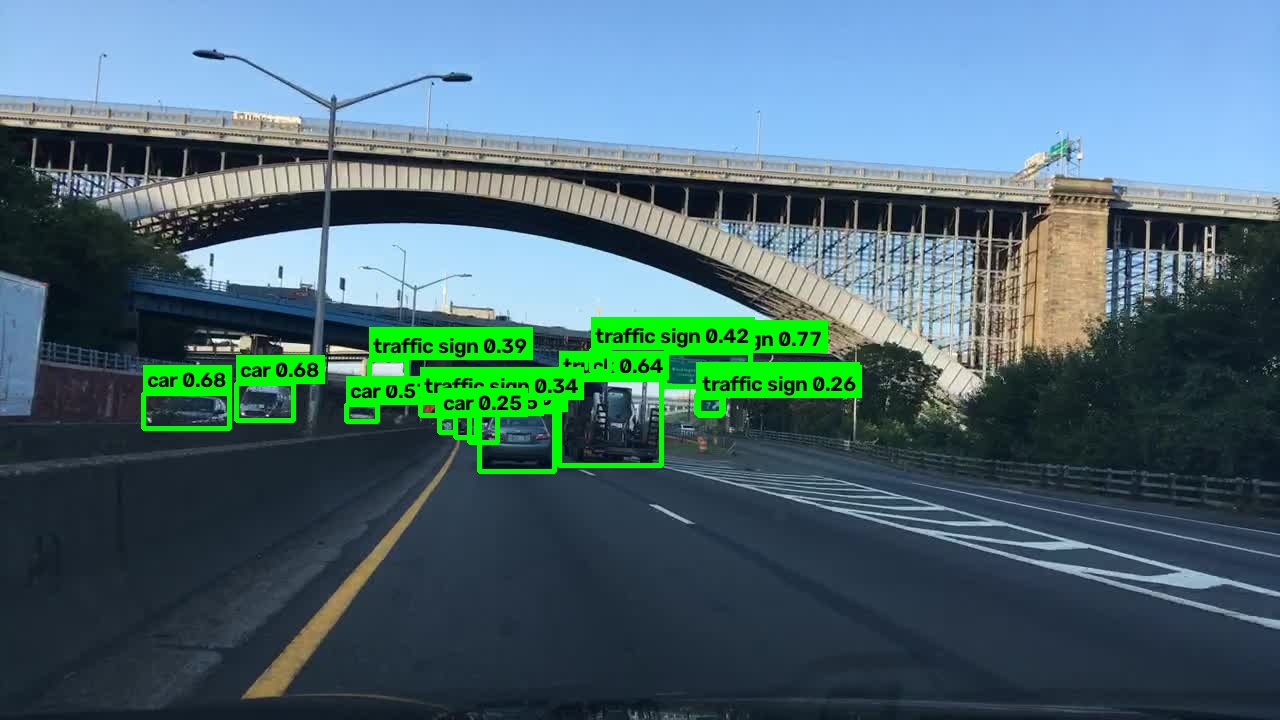 traffic sign 0.42
gn 0.77
traffic sign 0.39
truck 0.64
car 0.68
car 0.68
traffic sign 0.26
car 0.5
traffic sign 0.34
car 0.25